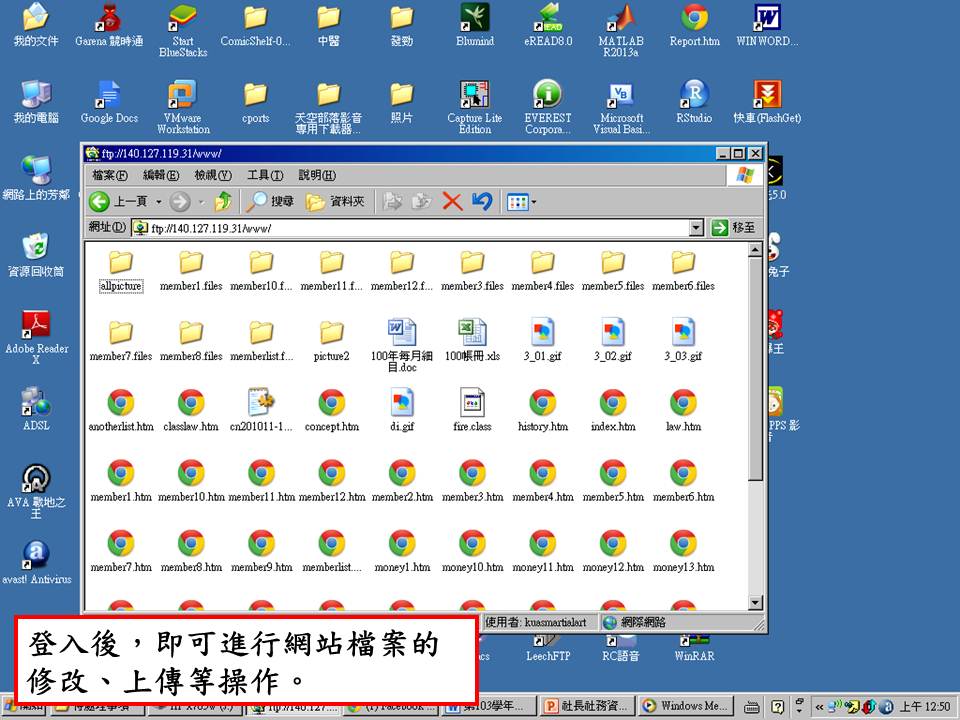 我的文件
Garena 競時通
Start BlueStacks
ComicShelf-0...
中醫
發勁
Blumind
eREAD8.0
MATLAB R2013a
Report.htm
WINWORD...
我的電腦
Google Docs
VMware Workstation
cports
天空部落影音專用下載器...
照片
Capture Lite Edition
EVEREST Corpora...
Microsoft Visual Basi...
RStudio
快車(FlashGet)
網路上的芳鄰
資源回收筒
Adobe Reader X
ADSL
AVA 戰地之王
avast! Antivirus
ftp://140.127.119.31/www/
檔案(F) 編輯(E) 檢視(V) 工具(T) 說明(H)
上一頁 搜尋 資料夾
網址(D) ftp://140.127.119.31/www/ 移至
allpicture member1.files member10.f... member11.f... member12.f... member3.files member4.files member5.files member6.files
member7.files member8.files memberlist.f... picture2 100年每月細目.doc 100帳冊.xls 3_01.gif 3_02.gif 3_03.gif
anotherlist.htm classlaw.htm cn201011-1... concept.htm di.gif fire.class history.htm index.htm law.htm
member1.htm member10.htm member11.htm member12.htm member2.htm member3.htm member4.htm member5.htm member6.htm
member7.htm member8.htm member9.htm memberlist.... money1.htm money10.htm money11.htm money12.htm money13.htm
使用者: kuasmartialart 網際網路
5.0
兔子
PPS 影
LeechFTP
RC語音
WinRAR
登入後，即可進行網站檔案的
修改、上傳等操作。
社長社務資...
Windows Me...
上午 12:50